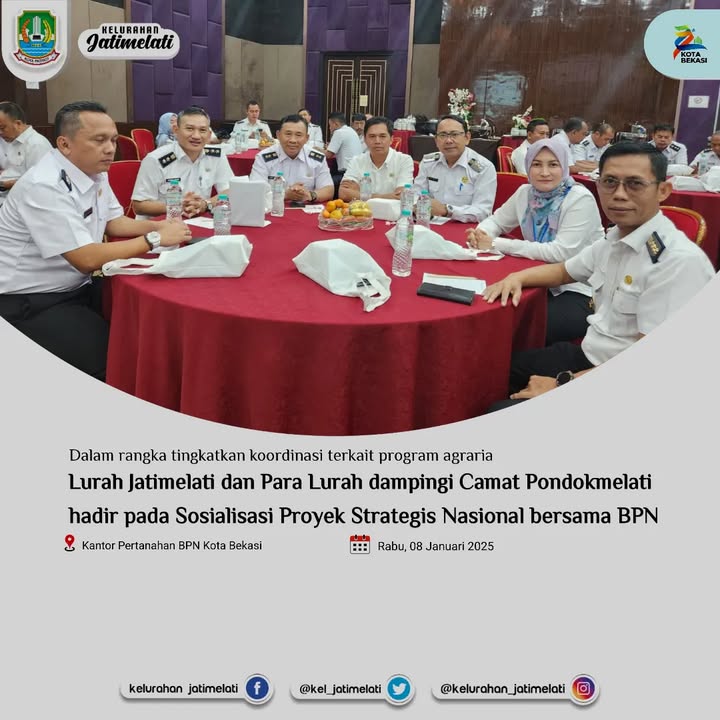 KOTA BEKASI
KELURAHAN
Jatimelati
KOTA
BEKASI
Dalam rangka tingkatkan koordinasi terkait program agraria
Lurah Jatimelati dan Para Lurah dampingi Camat Pondokmelati
hadir pada Sosialisasi Proyek Strategis Nasional bersama BPN
Kantor Pertanahan BPN Kota Bekasi
Rabu, 08 Januari 2025
kelurahan_jatimelati
@kel_jatimelati
@kelurahan_jatimelati